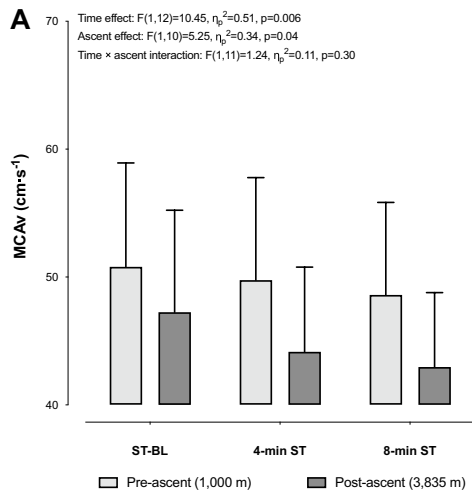 A
Time effect: F(1,12)=10.45, ηp²=0.51, p=0.006
Ascent effect: F(1,10)=5.25, ηp²=0.34, p=0.04
Time × ascent interaction: F(1,11)=1.24, ηp²=0.11, p=0.30
MCAv (cm·s⁻¹)
70
60
50
40
ST-BL 4-min ST 8-min ST
Pre-ascent (1,000 m) Post-ascent (3,835 m)